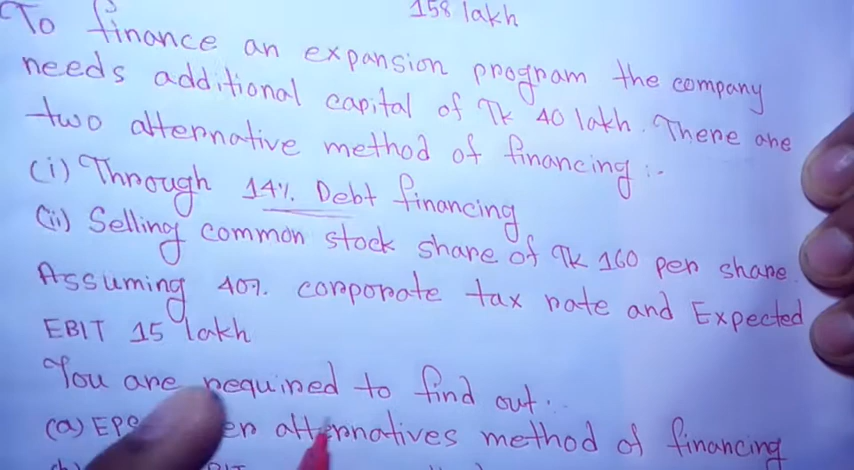 158 lakh
To finance an expansion program the company
needs additional capital of Tk 40 lakh. There are
two alternative method of financing :-
(i) Through 14% Debt financing
(ii) Selling common stock share of Tk 160 per share.
Assuming 40% corporate tax rate and Expected
EBIT 15 lakh
You are required to find out..
(a) alternatives method of financing